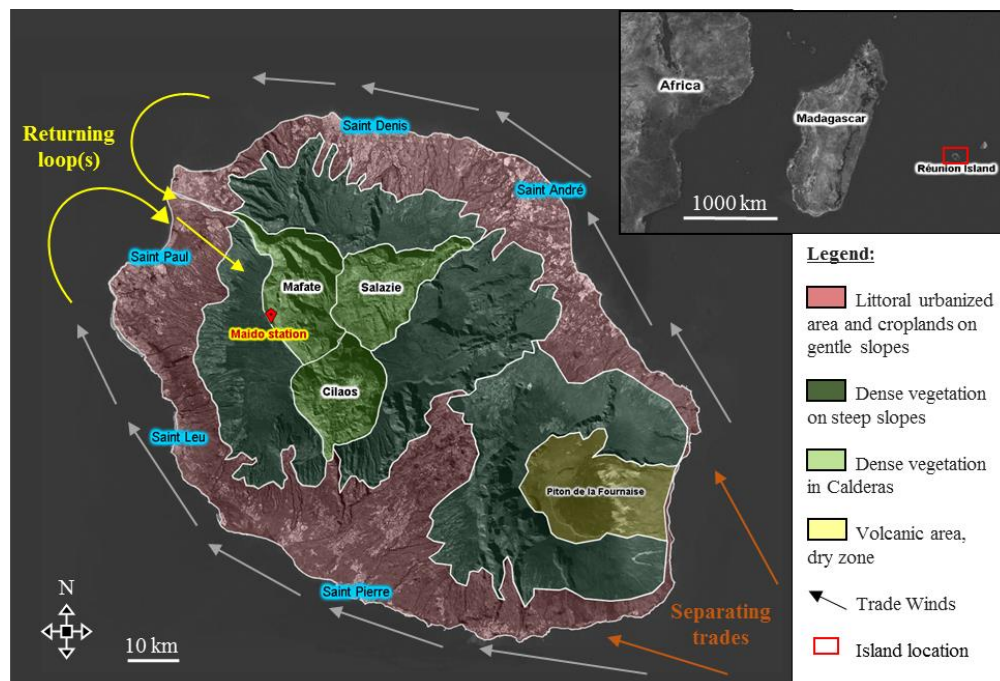 Africa
Madagascar
Réunion Island
1000 km
Returning
loop(s)
Saint Denis
Saint André
Saint Paul
Mafate
Salazie
Maido station
Cilaos
Saint Leu
Piton de la Fournaise
Saint Pierre
Separating
trades
N
10 km
Legend:
Littoral urbanized
area and croplands on
gentle slopes
Dense vegetation
on steep slopes
Dense vegetation
in Calderas
Volcanic area,
dry zone
Trade Winds
Island location